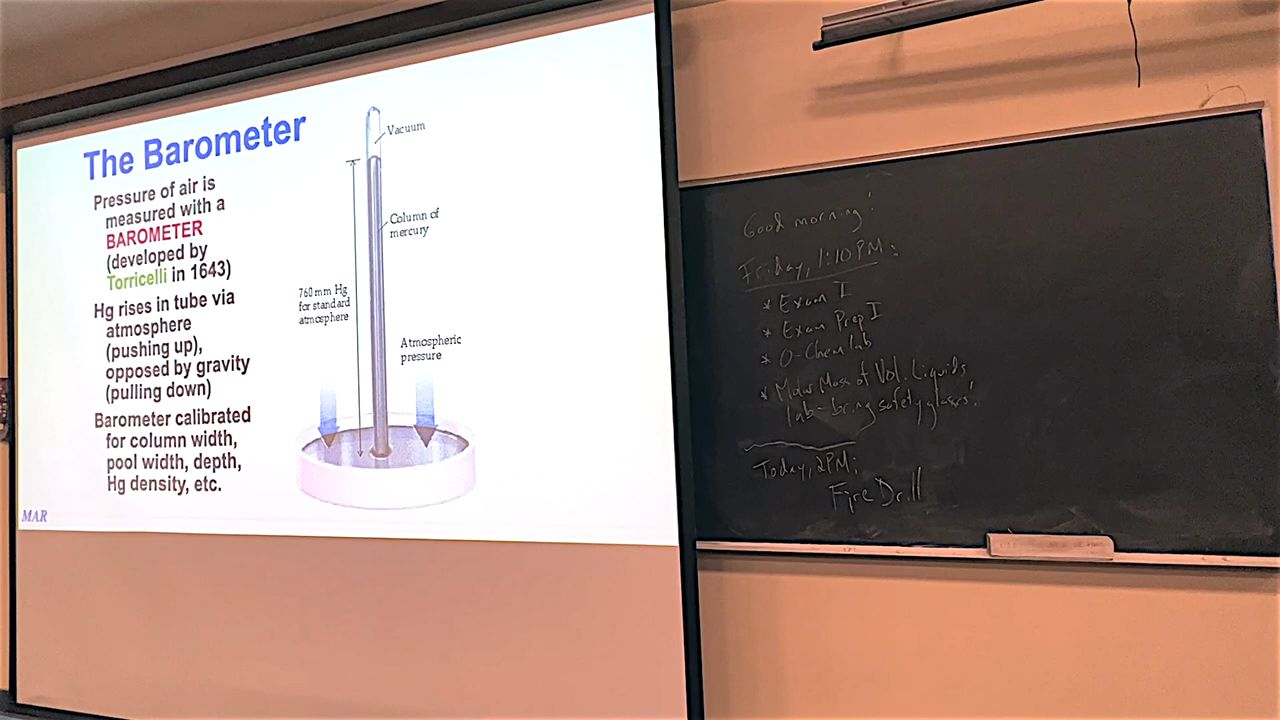 The Barometer
Pressure of air is
measured with a
BAROMETER
(developed by
Torricelli in 1643)
Hg rises in tube via
atmosphere
(pushing up),
opposed by gravity
(pulling down)
Barometer calibrated
for column width,
pool width, depth,
Hg density, etc.
MAR
Vacuum
Column of
mercury
760 mm Hg
for standard
atmosphere
Atmospheric
pressure
Good morning!
Friday, 1:10 PM:
* Exam I
* Exam Prep I
* O-Chem lab
* Molar Mass of Vol. Liquids
lab - bring safety glasses!
Today, 2PM:
Fire Drill